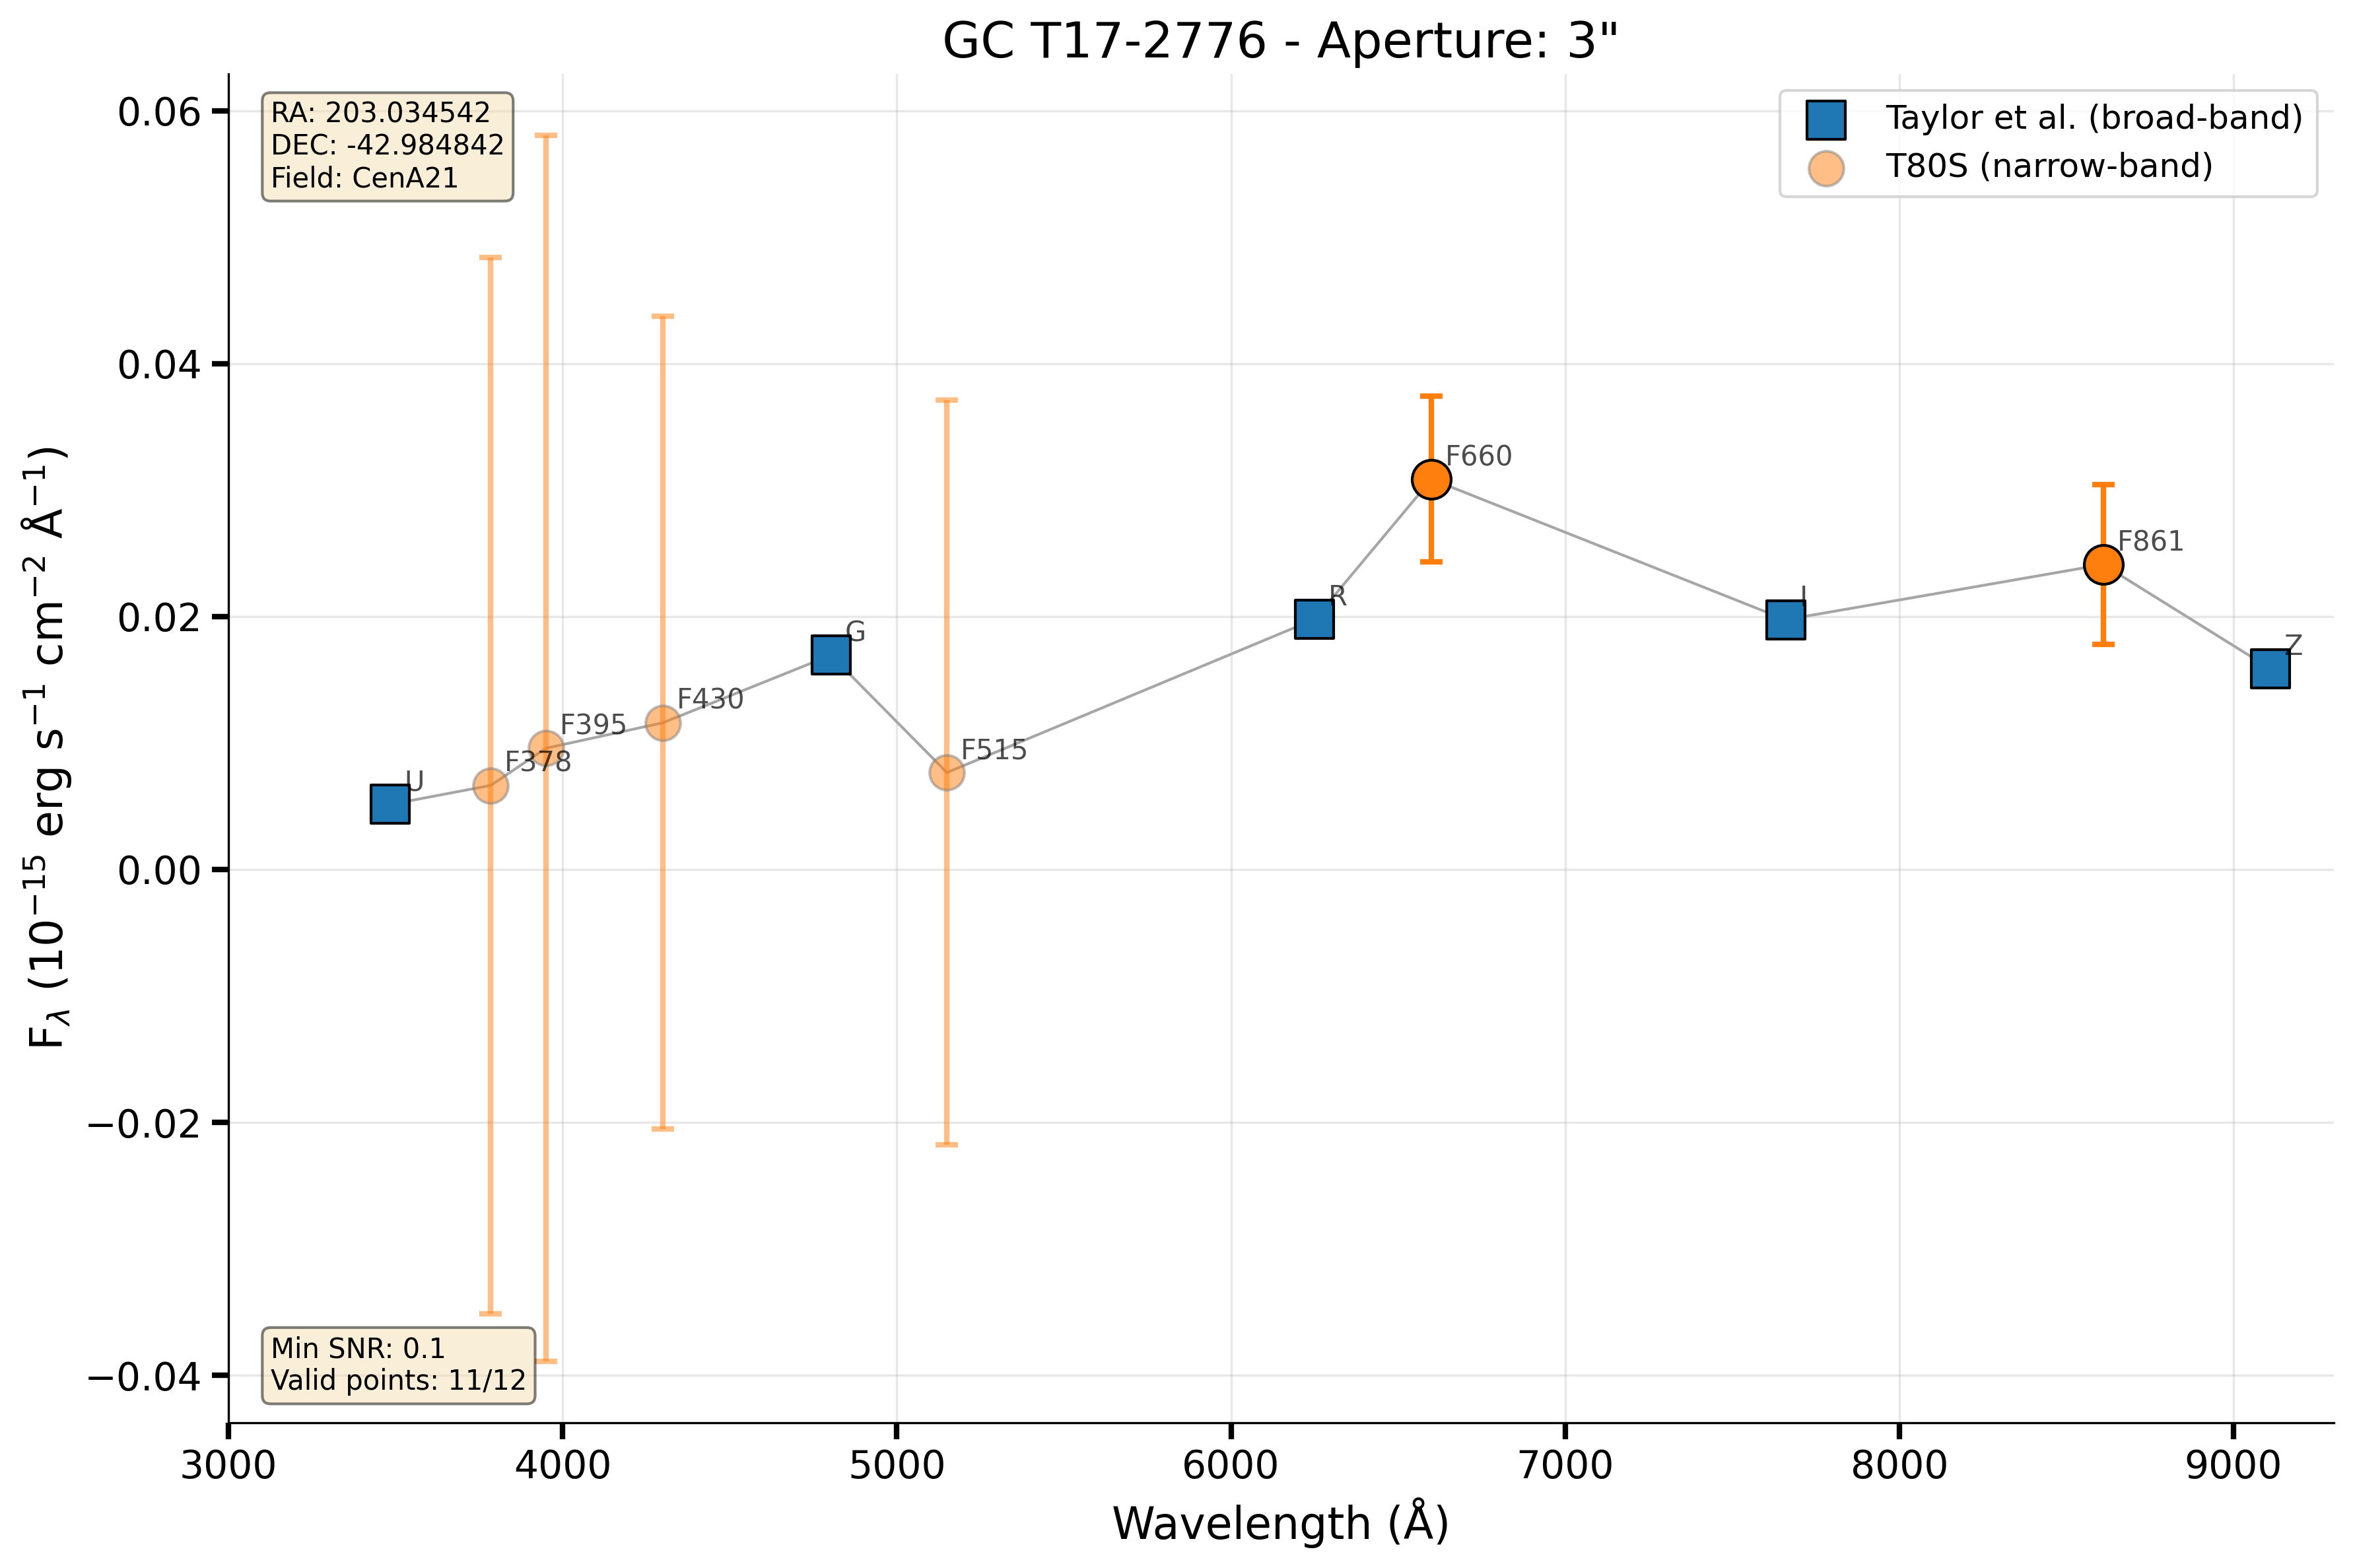 GC T17-2776 - Aperture: 3"
RA: 203.034542
DEC: -42.984842
Field: CenA21
Taylor et al. (broad-band)
T80S (narrow-band)
F660
F861
R
I
Z
G
F430
F395
F378
F515
U
Min SNR: 0.1
Valid points: 11/12
0.06
0.04
0.02
0.00
−0.02
−0.04
3000 4000 5000 6000 7000 8000 9000
Wavelength (Å)
Fλ (10⁻¹⁵ erg s⁻¹ cm⁻² Å⁻¹)